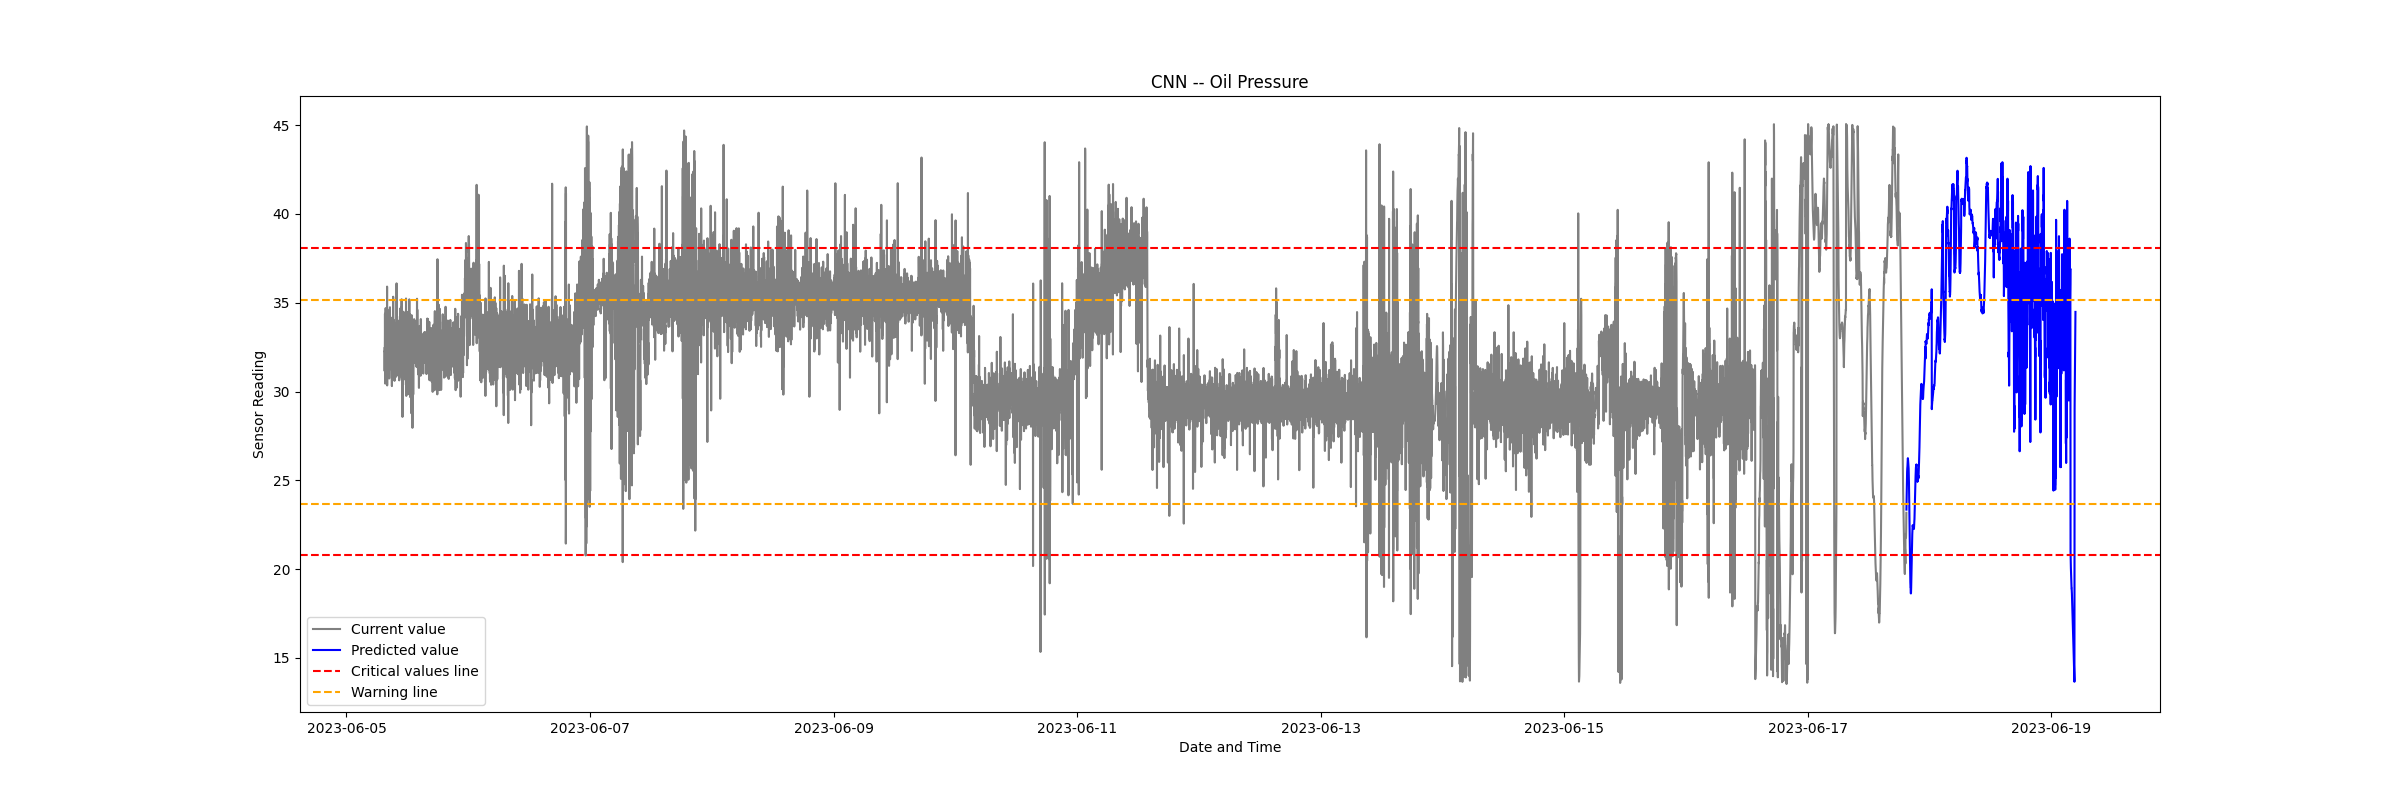 CNN -- Oil Pressure
45
40
35
30
25
20
15
Sensor Reading
Current value
Predicted value
Critical values line
Warning line
2023-06-05
2023-06-07
2023-06-09
2023-06-11
2023-06-13
2023-06-15
2023-06-17
2023-06-19
Date and Time